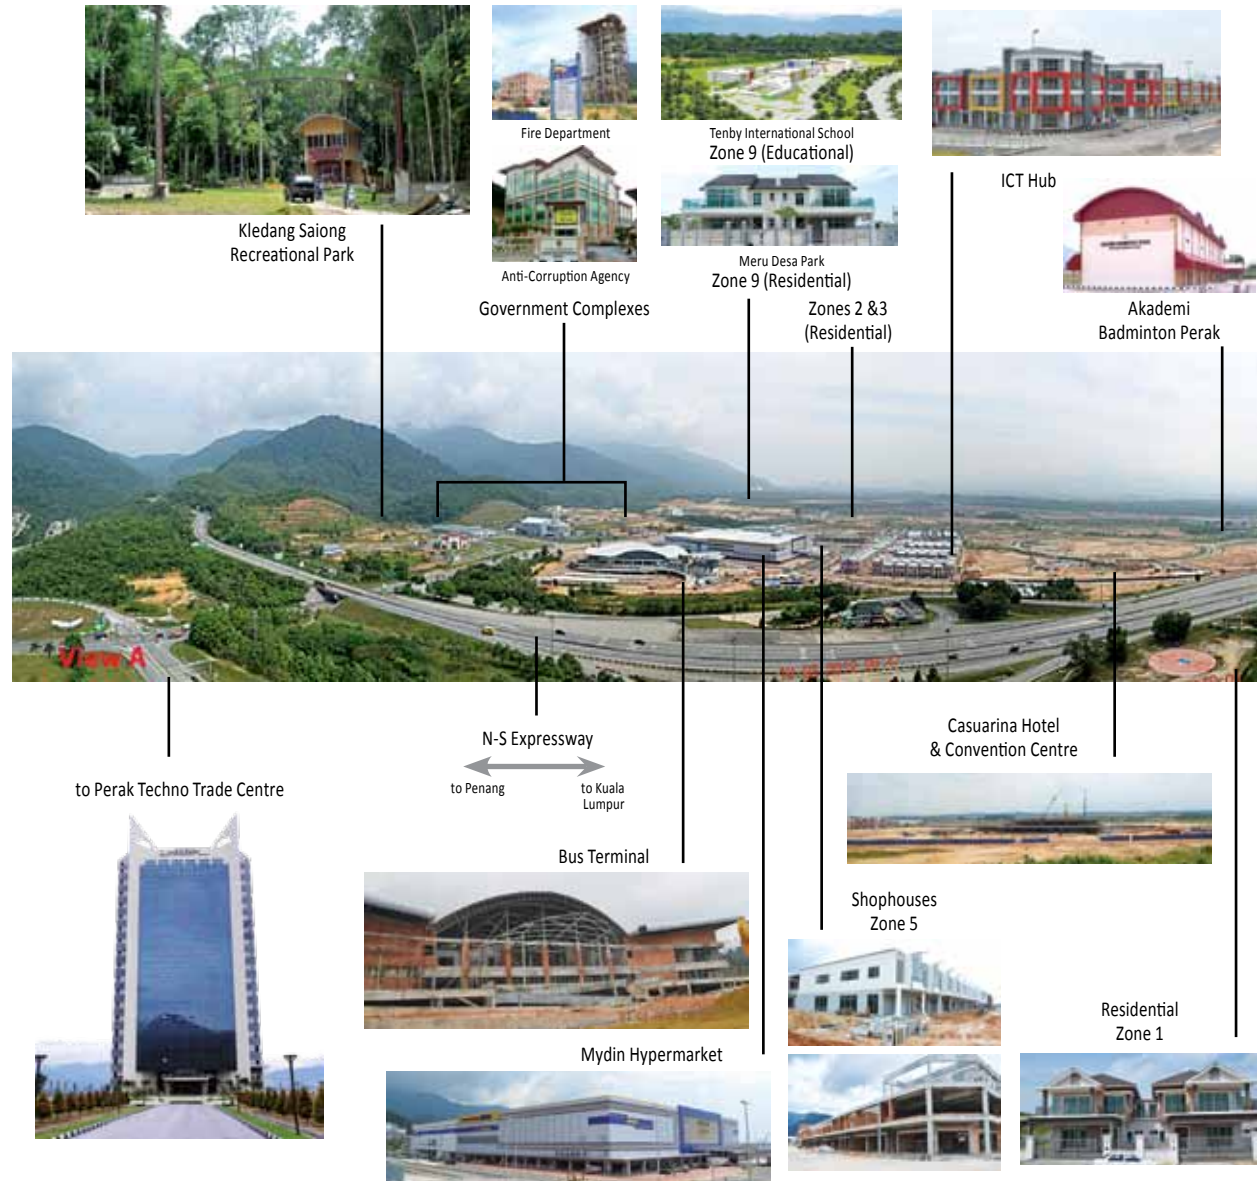 Fire Department
Tenby International School
Zone 9 (Educational)
ICT Hub
Kledang Saiong
Recreational Park
Anti-Corruption Agency
Meru Desa Park
Zone 9 (Residential)
Government Complexes
Zones 2 &3
(Residential)
Akademi
Badminton Perak
View A
N-S Expressway
to Penang
to Kuala
Lumpur
Casuarina Hotel
& Convention Centre
to Perak Techno Trade Centre
Bus Terminal
Shophouses
Zone 5
Residential
Zone 1
Mydin Hypermarket